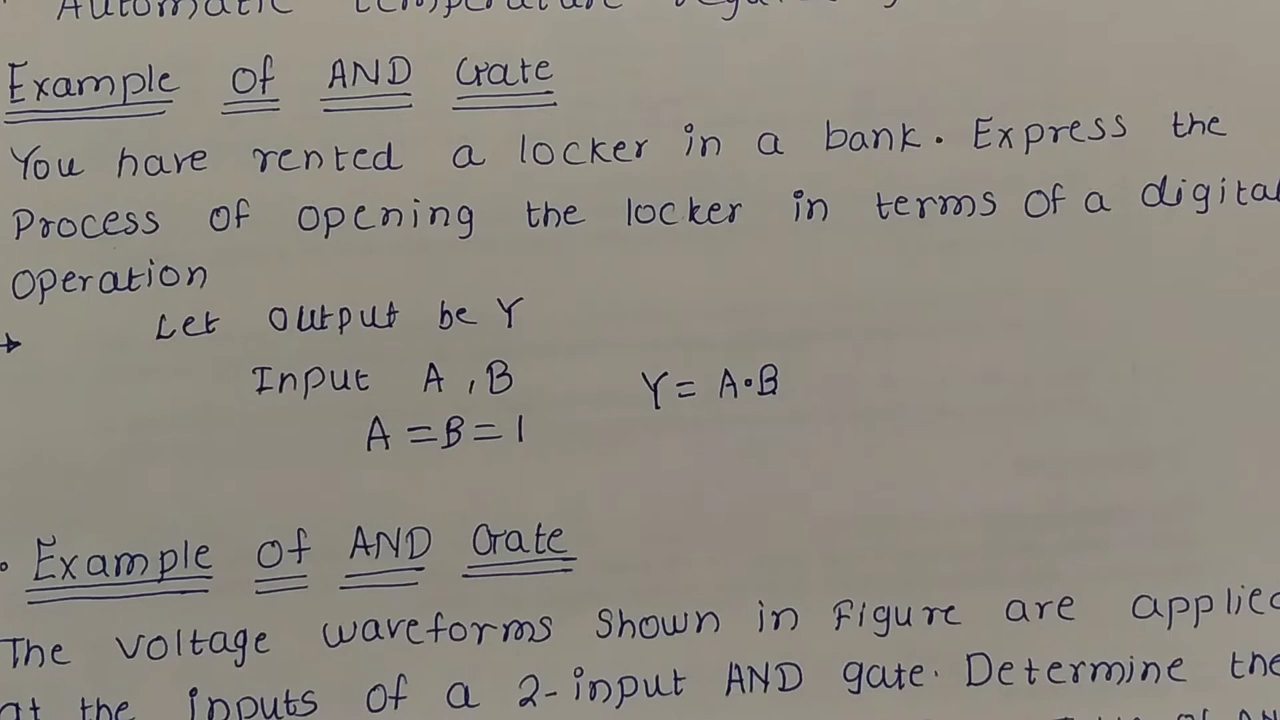 Automatic temperature
Example of AND Gate
You have rented a locker in a bank. Express the
Process of opening the locker in terms of a digital
operation
→ Let output be Y
Input A, B Y = A·B
A = B = 1
• Example of AND Gate
The voltage waveforms shown in Figure are applied
at the inputs of a 2-input AND gate. Determine the